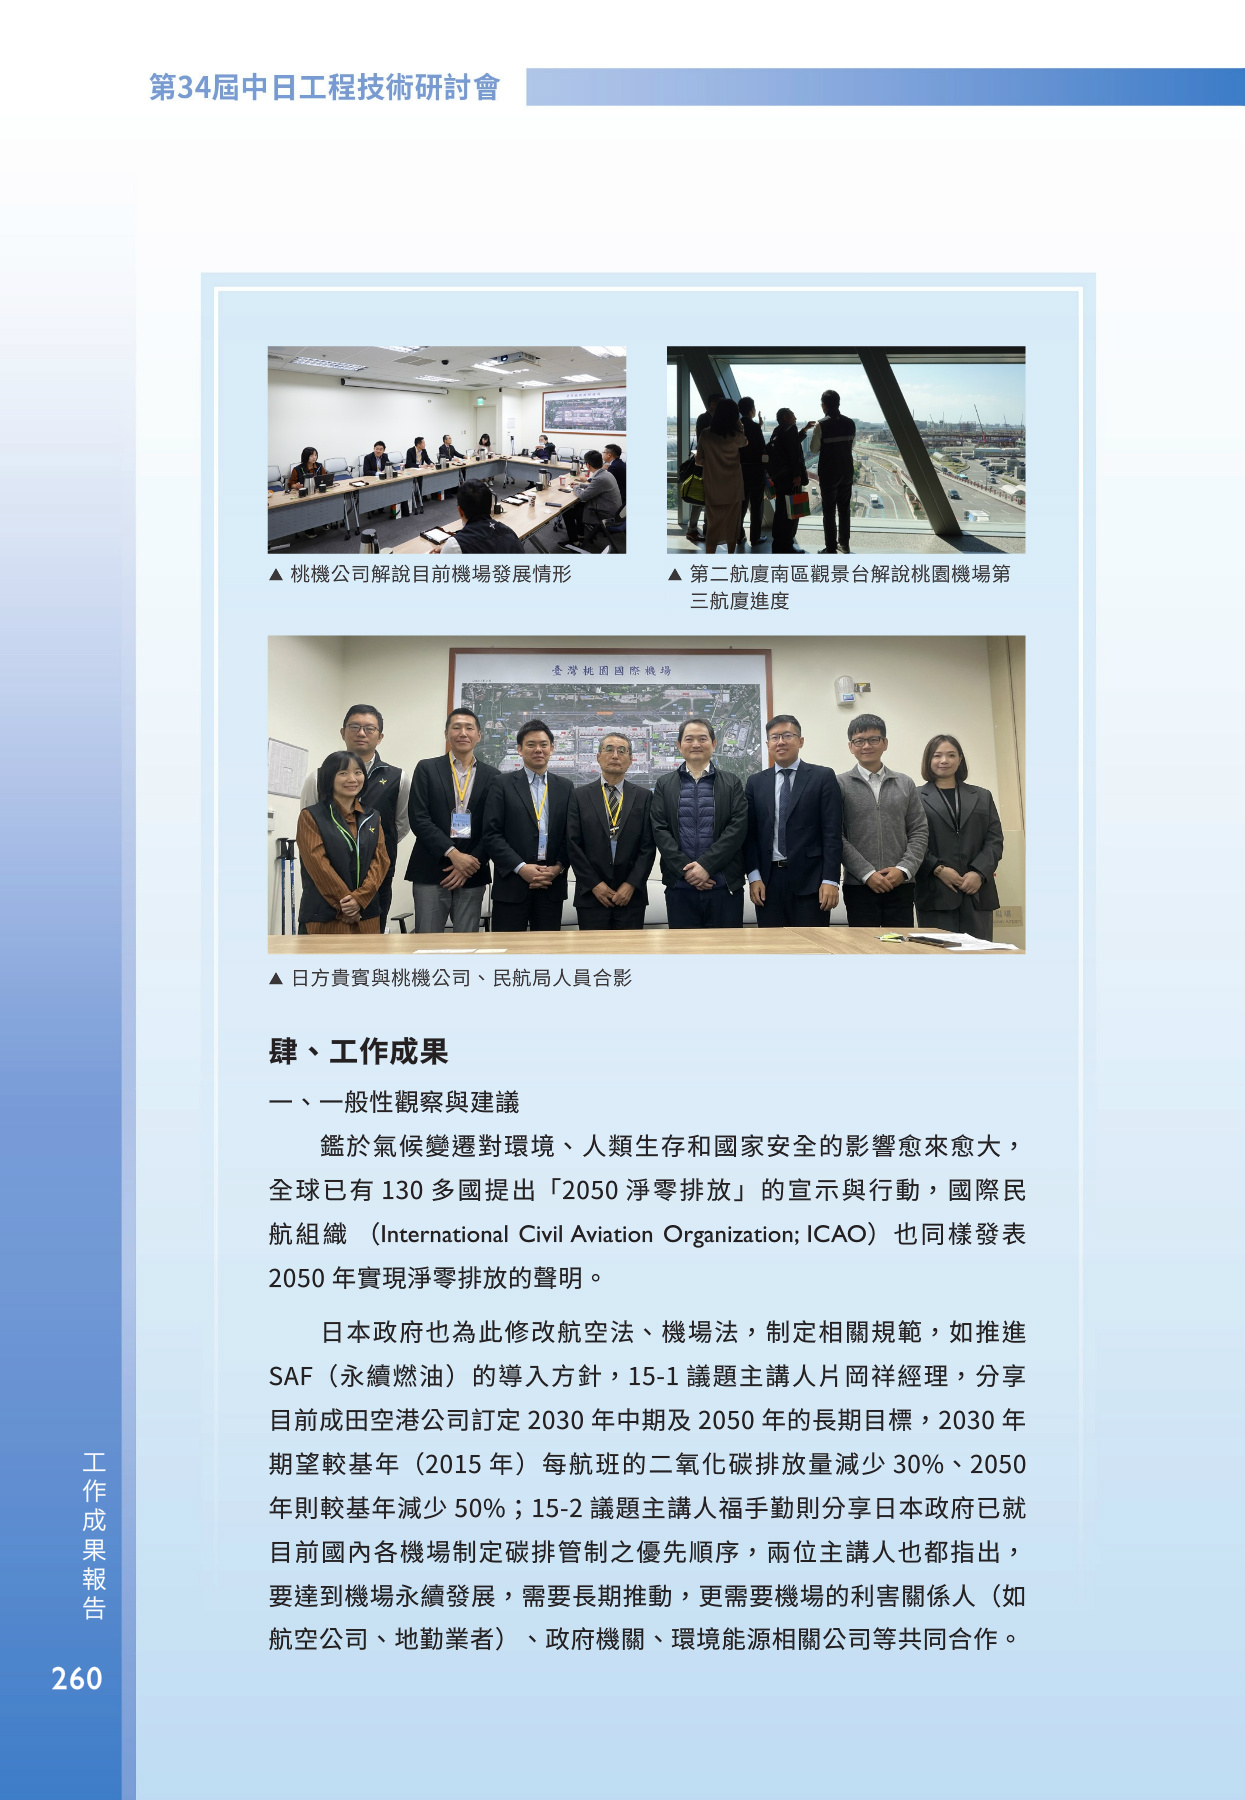 第34屆中日工程技術研討會
▲ 桃機公司解說目前機場發展情形
▲ 第二航廈南區觀景台解說桃園機場第
三航廈進度
臺灣桃園國際機場
▲ 日方貴賓與桃機公司、民航局人員合影
肆、工作成果
一、一般性觀察與建議
鑑於氣候變遷對環境、人類生存和國家安全的影響愈來愈大，
全球已有 130 多國提出「2050 淨零排放」的宣示與行動，國際民
航組織 （International Civil Aviation Organization; ICAO）也同樣發表
2050 年實現淨零排放的聲明。
日本政府也為此修改航空法、機場法，制定相關規範，如推進
SAF（永續燃油）的導入方針，15-1 議題主講人片岡祥經理，分享
目前成田空港公司訂定 2030 年中期及 2050 年的長期目標，2030 年
期望較基年（2015 年）每航班的二氧化碳排放量減少 30%、2050
年則較基年減少 50%；15-2 議題主講人福手勤則分享日本政府已就
目前國內各機場制定碳排管制之優先順序，兩位主講人也都指出，
要達到機場永續發展，需要長期推動，更需要機場的利害關係人（如
航空公司、地勤業者）、政府機關、環境能源相關公司等共同合作。
工作成果報告
260